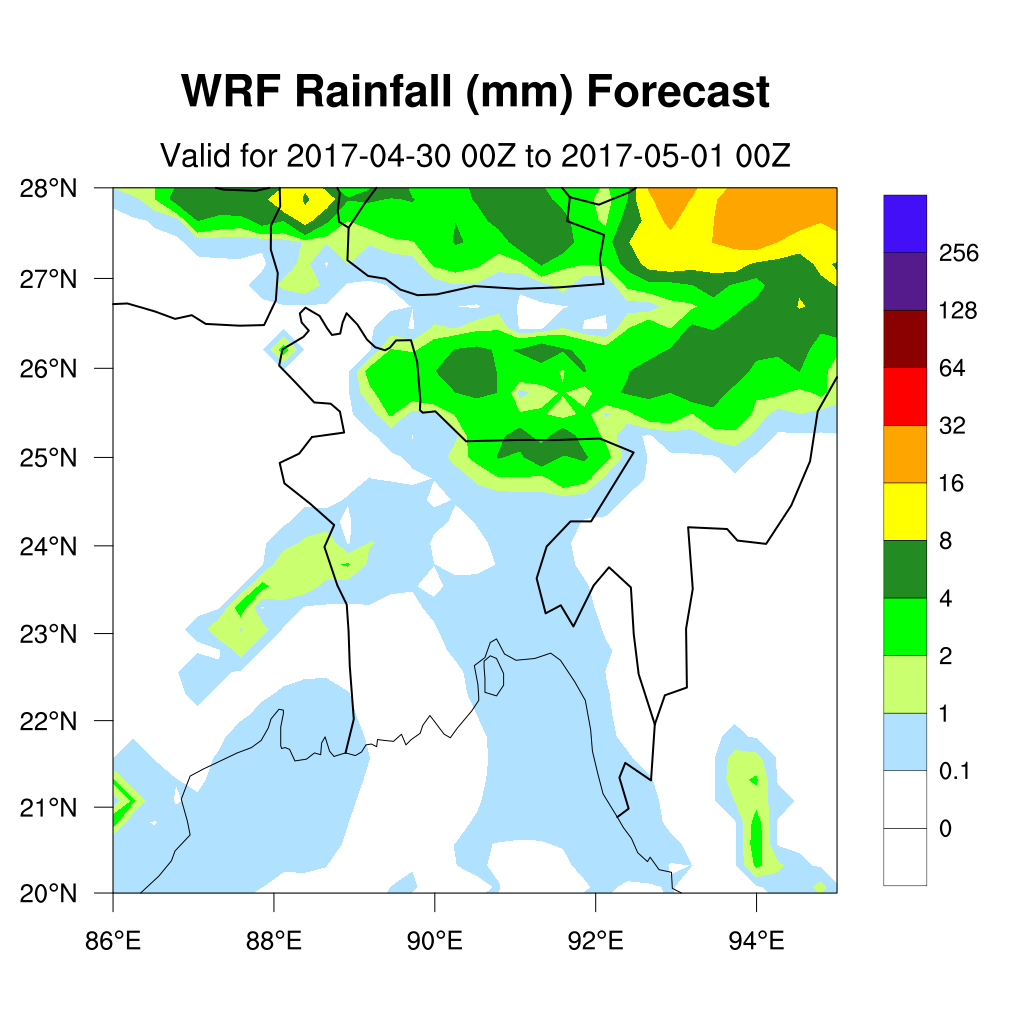 WRF Rainfall (mm) Forecast
Valid for 2017-04-30 00Z to 2017-05-01 00Z
28°N
27°N
26°N
25°N
24°N
23°N
22°N
21°N
20°N
86°E 88°E 90°E 92°E 94°E
256
128
64
32
16
8
4
2
1
0.1
0